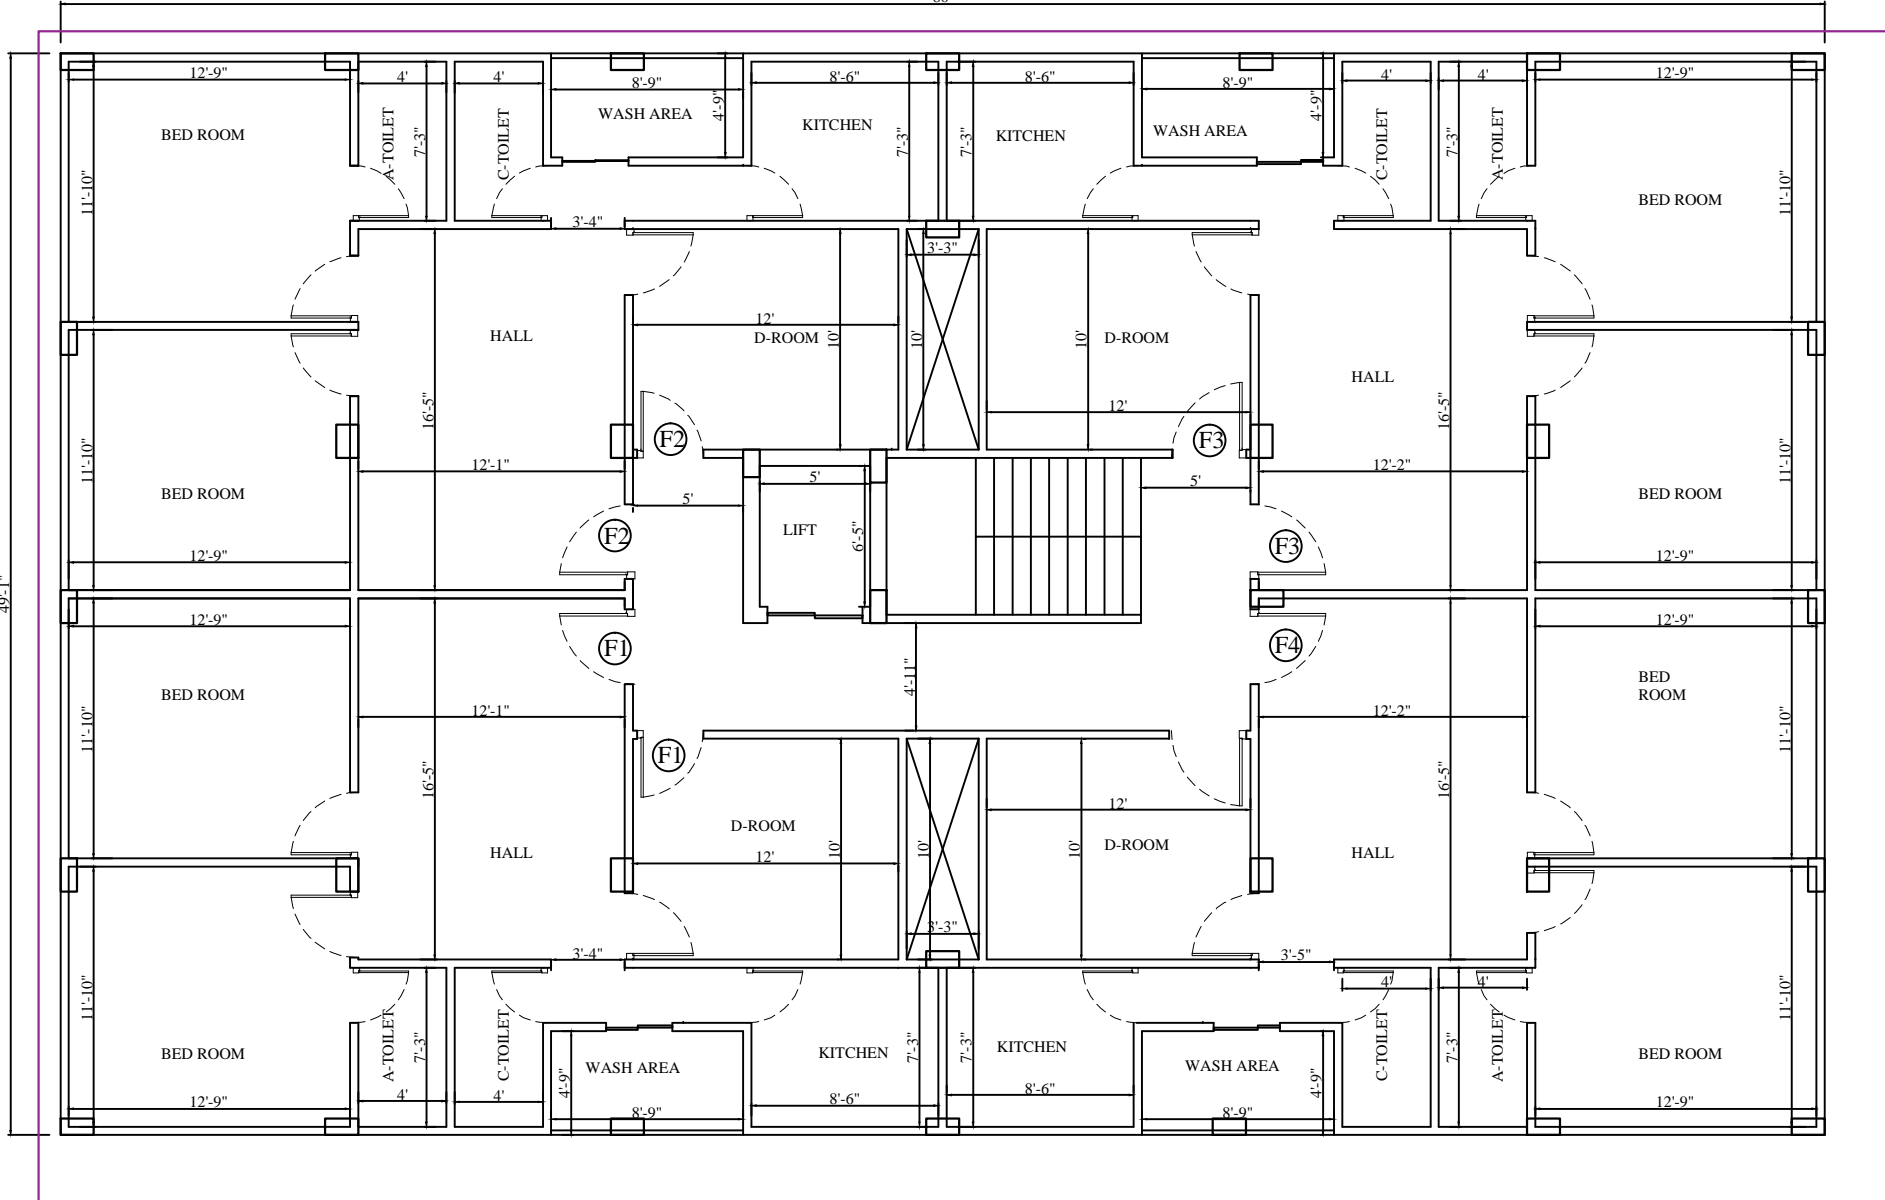 12'-9"
4'
4'
8'-9"
8'-6"
8'-6"
8'-9"
4'
4'
12'-9"
BED ROOM
A-TOILET
7'-3"
C-TOILET
WASH AREA
4'-9"
KITCHEN
7'-3"
7'-3"
KITCHEN
WASH AREA
4'-9"
C-TOILET
7'-3"
A-TOILET
BED ROOM
11'-10"
11'-10"
3'-4"
3'-3"
HALL
12'
D-ROOM
10'
10'
10'
D-ROOM
HALL
16'-5"
12'
16'-5"
F2
F3
11'-10"
12'-1"
5'
5'
5'
12'-2"
11'-10"
BED ROOM
BED ROOM
F2
LIFT
6'-5"
F3
12'-9"
12'-9"
49'-1"
12'-9"
12'-9"
F1
F4
BED ROOM
4'-11"
BED
ROOM
11'-10"
12'-1"
12'-2"
11'-10"
F1
16'-5"
16'-5"
D-ROOM
12'
HALL
12'
10'
10'
10'
D-ROOM
HALL
3'-3"
3'-4"
3'-5"
11'-10"
4'
4'
11'-10"
BED ROOM
A-TOILET
7'-3"
C-TOILET
WASH AREA
4'-9"
KITCHEN
7'-3"
7'-3"
KITCHEN
WASH AREA
4'-9"
C-TOILET
7'-3"
A-TOILET
BED ROOM
12'-9"
4'
4'
8'-9"
8'-6"
8'-6"
8'-9"
12'-9"